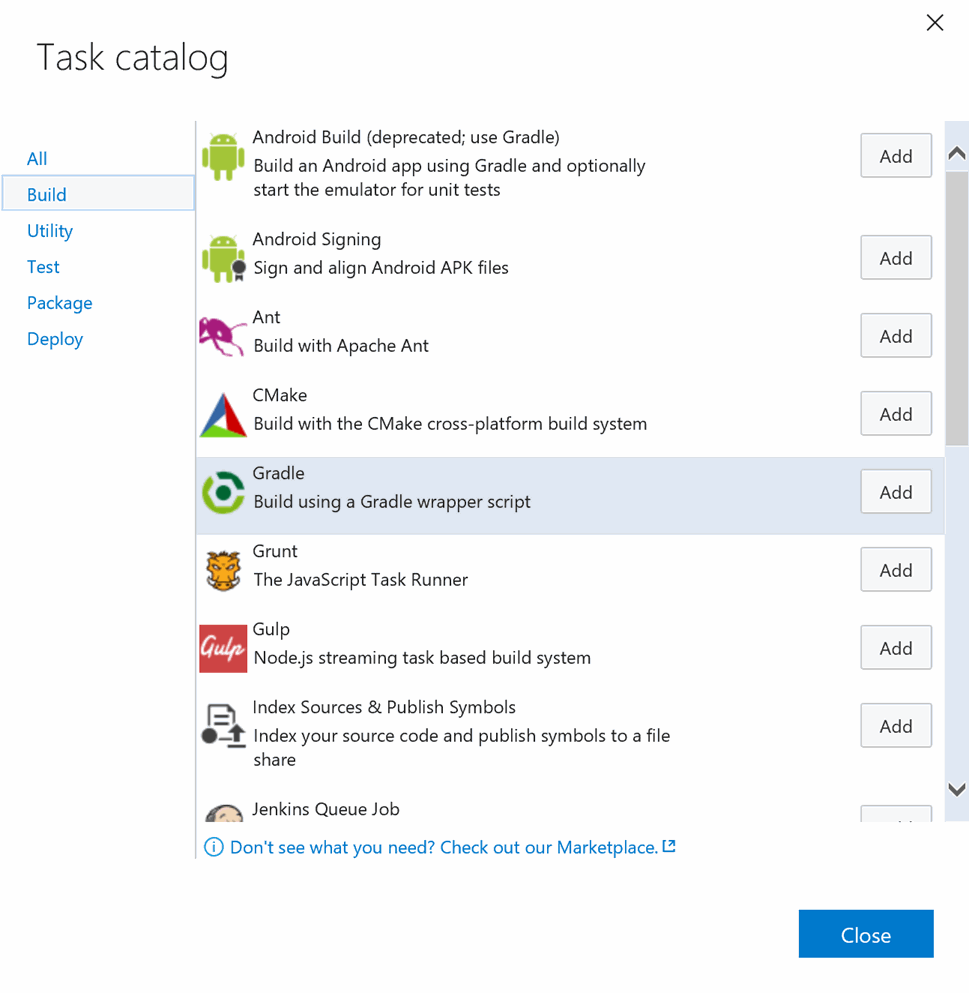 Task catalog
All
Build
Utility
Test
Package
Deploy
Android Build (deprecated; use Gradle)
Build an Android app using Gradle and optionally
start the emulator for unit tests
Add
Android Signing
Sign and align Android APK files
Add
Ant
Build with Apache Ant
Add
CMake
Build with the CMake cross-platform build system
Add
Gradle
Build using a Gradle wrapper script
Add
Grunt
The JavaScript Task Runner
Add
Gulp
Gulp
Node.js streaming task based build system
Add
Index Sources & Publish Symbols
Index your source code and publish symbols to a file
share
Add
Jenkins Queue Job
Don't see what you need? Check out our Marketplace.
Close